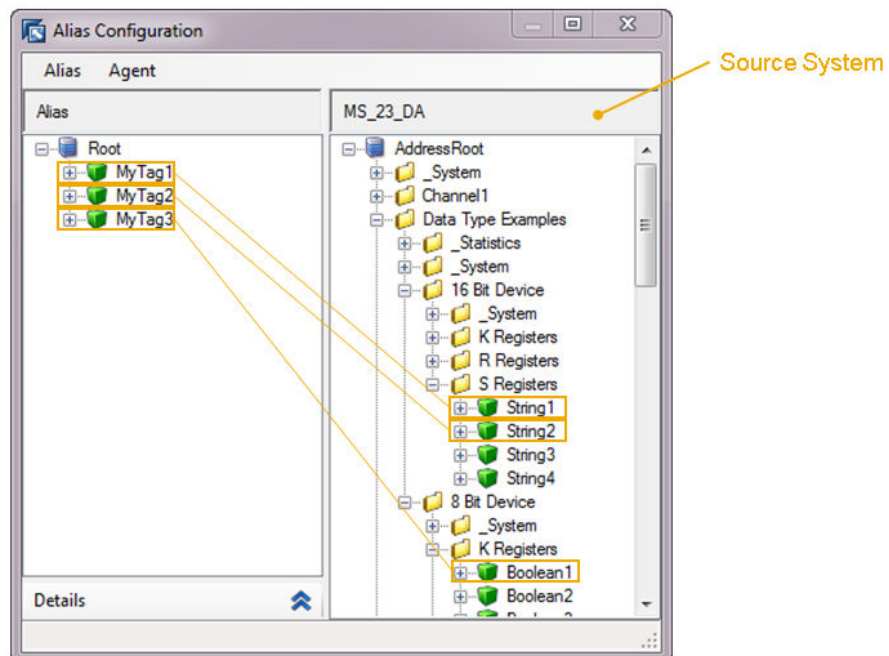 Alias Configuration
Alias Agent
Source System
Alias
MS_23_DA
Root
MyTag1
MyTag2
MyTag3
Details
AddressRoot
_System
Channel1
Data Type Examples
_Statistics
_System
16 Bit Device
_System
K Registers
R Registers
S Registers
String1
String2
String3
String4
8 Bit Device
_System
K Registers
Boolean1
Boolean2